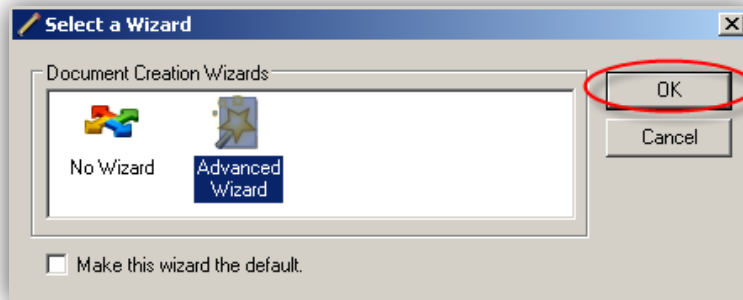 Select a Wizard
Document Creation Wizards
OK
Cancel
No Wizard
Advanced
Wizard
Make this wizard the default.